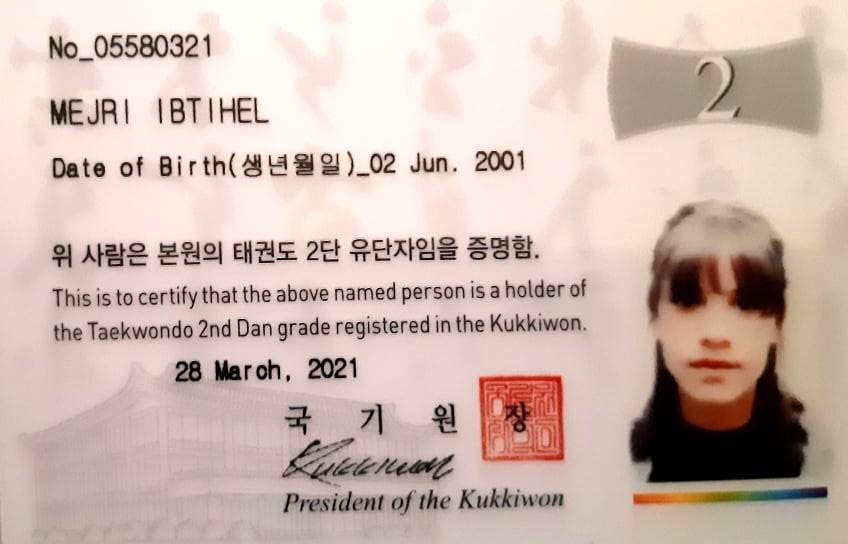 No_05580321
2
MEJRI IBTIHEL
Date of Birth(생년월일)_02 Jun. 2001
위 사람은 본원의 태권도 2단 유단자임을 증명함.
This is to certify that the above named person is a holder of
the Taekwondo 2nd Dan grade registered in the Kukkiwon.
28 March, 2021
국 기 원 장
Kukkiwon
President of the Kukkiwon